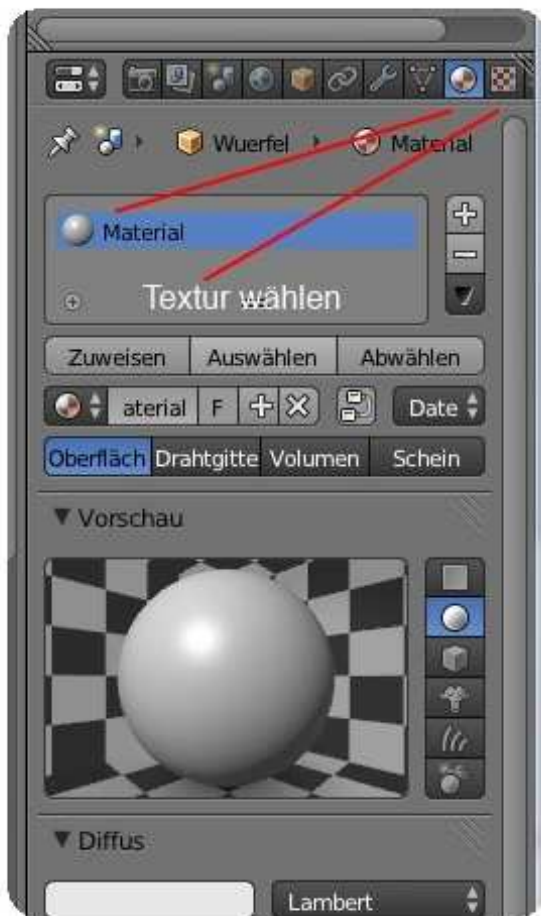 Wuerfel Material
Material
Textur wählen
Zuweisen Auswählen Abwählen
aterial F Date
Oberfläch Drahtgitte Volumen Schein
Vorschau
Diffus
Lambert